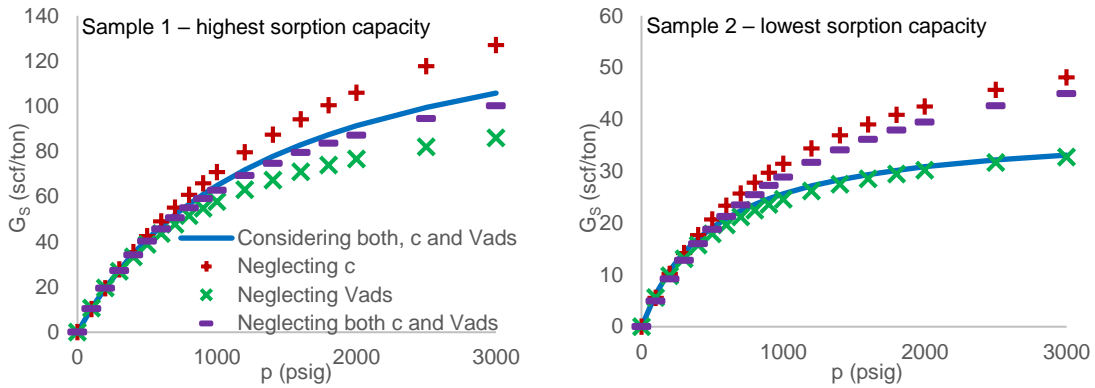 Sample 1 – highest sorption capacity
140
120
100
80
60
40
20
0
Gs (scf/ton)
Considering both, c and Vads
Neglecting c
Neglecting Vads
Neglecting both c and Vads
0 1000 2000 3000
p (psig)
Sample 2 – lowest sorption capacity
60
50
40
30
20
10
0
Gs (scf/ton)
0 1000 2000 3000
p (psig)